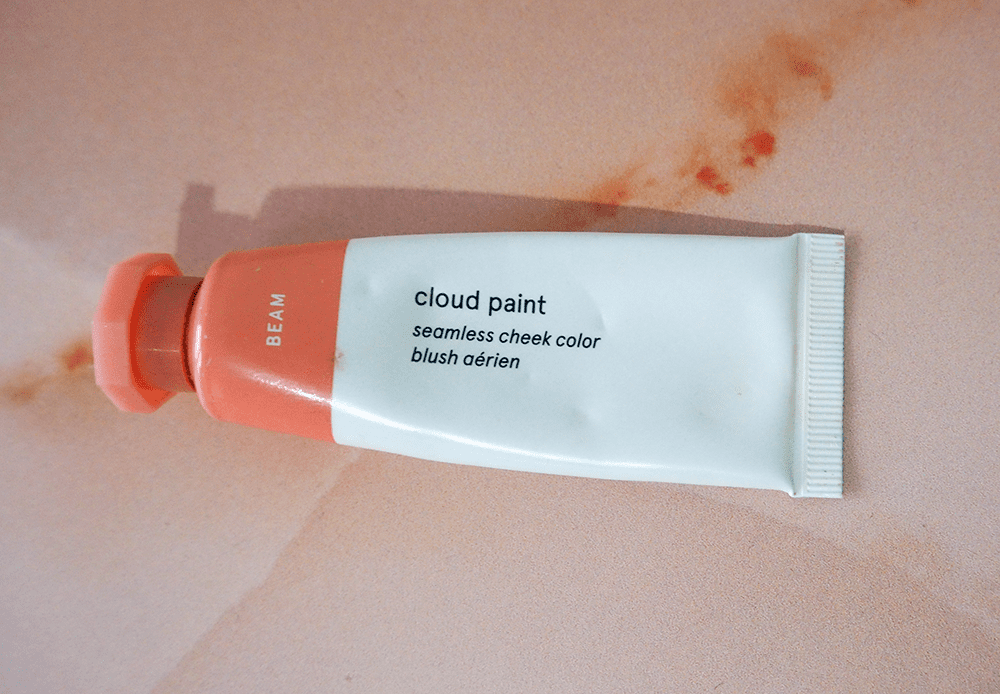 BEAM
cloud paint
seamless cheek color
blush aérien